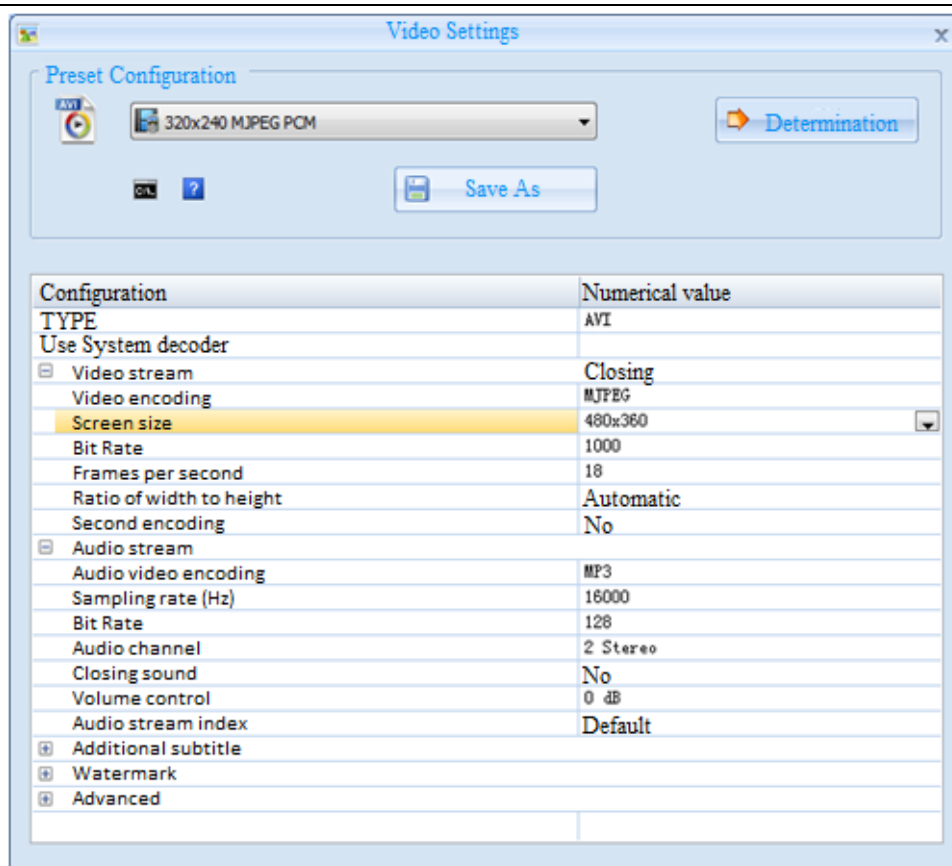 Video Settings
Preset Configuration
AVI
320x240 MJPEG PCM
Determination
?
Save As
Configuration Numerical value
TYPE AVI
Use System decoder
Video stream Closing
Video encoding MJPEG
Screen size 480x360
Bit Rate 1000
Frames per second 18
Ratio of width to height Automatic
Second encoding No
Audio stream
Audio video encoding MP3
Sampling rate (Hz) 16000
Bit Rate 128
Audio channel 2 Stereo
Closing sound No
Volume control 0 dB
Audio stream index Default
Additional subtitle
Watermark
Advanced